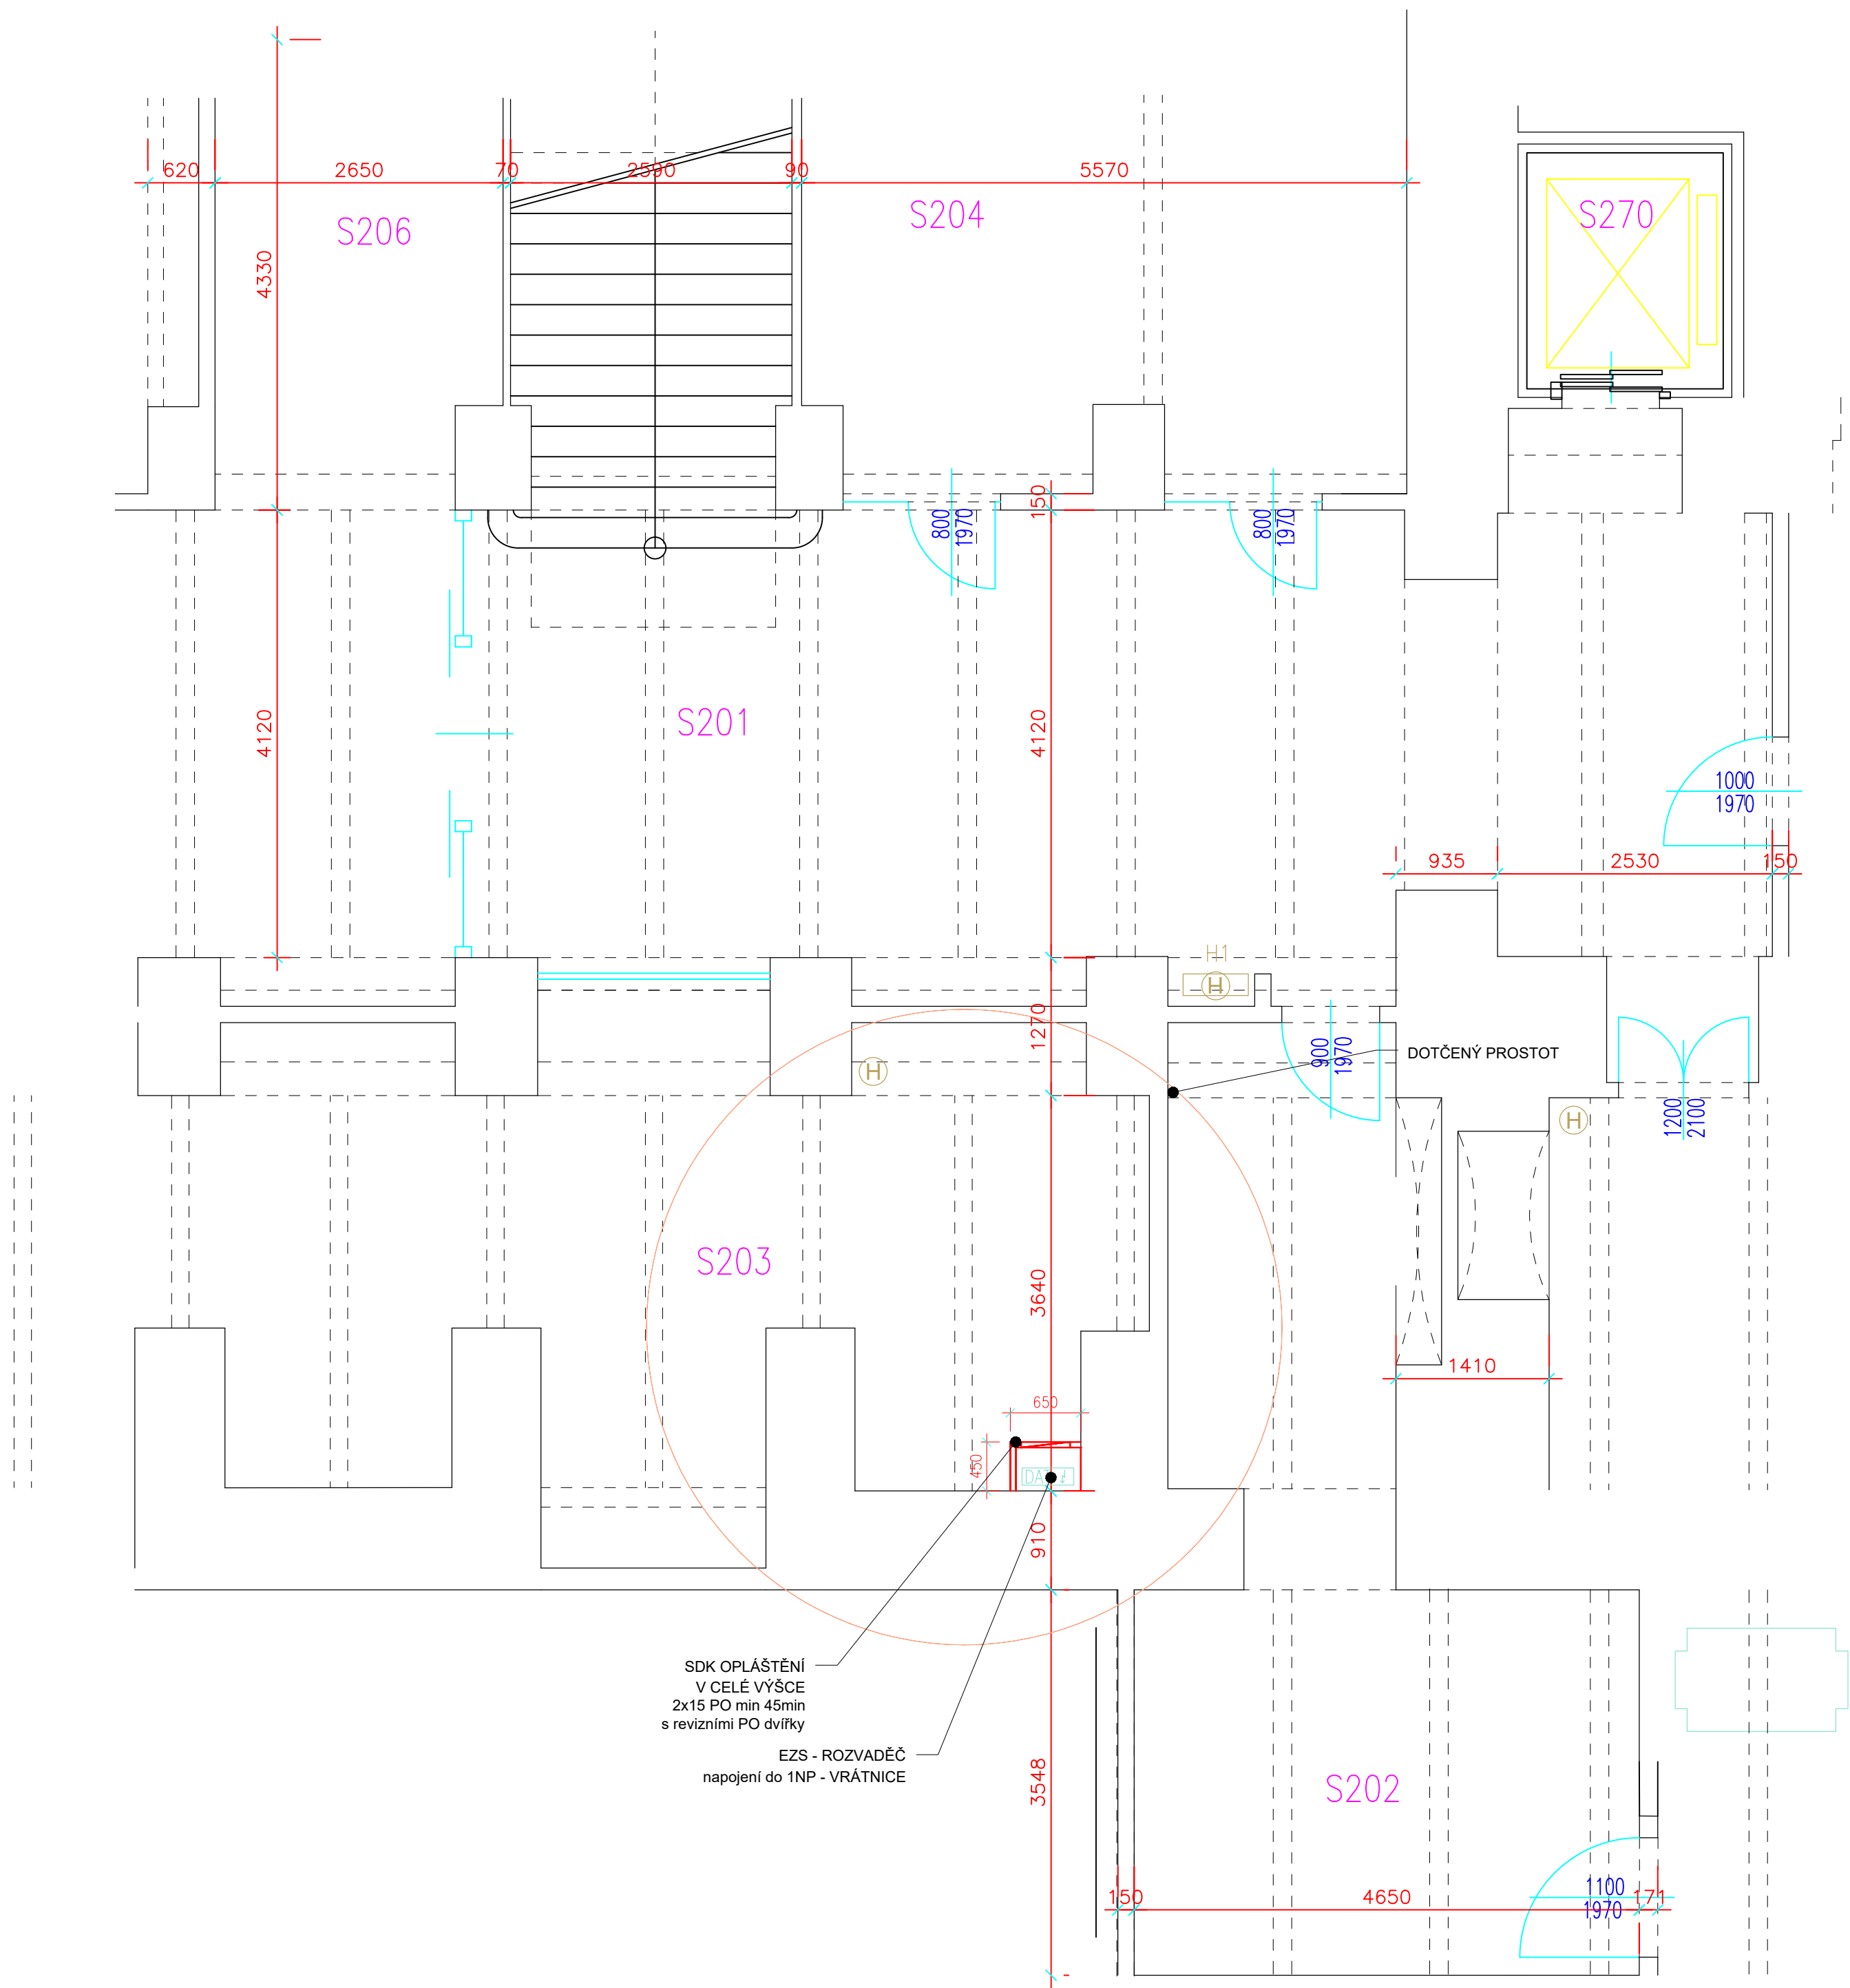 620
2650
70
2590
90
5570
S206
S204
S270
4330
150
800
1970
800
1970
4120
S201
4120
1000
1970
935
2530
150
H1
H
1270
900
1970
DOTČENÝ PROSTOT
H
H
1200
2100
S203
3640
1410
650
450
910
SDK OPLÁŠTĚNÍ
V CELÉ VÝŠCE
2x15 PO min 45min
s revizními PO dvířky
EZS - ROZVADĚČ
napojení do 1NP - VRÁTNICE
3548
S202
150
4650
1100
1970
171